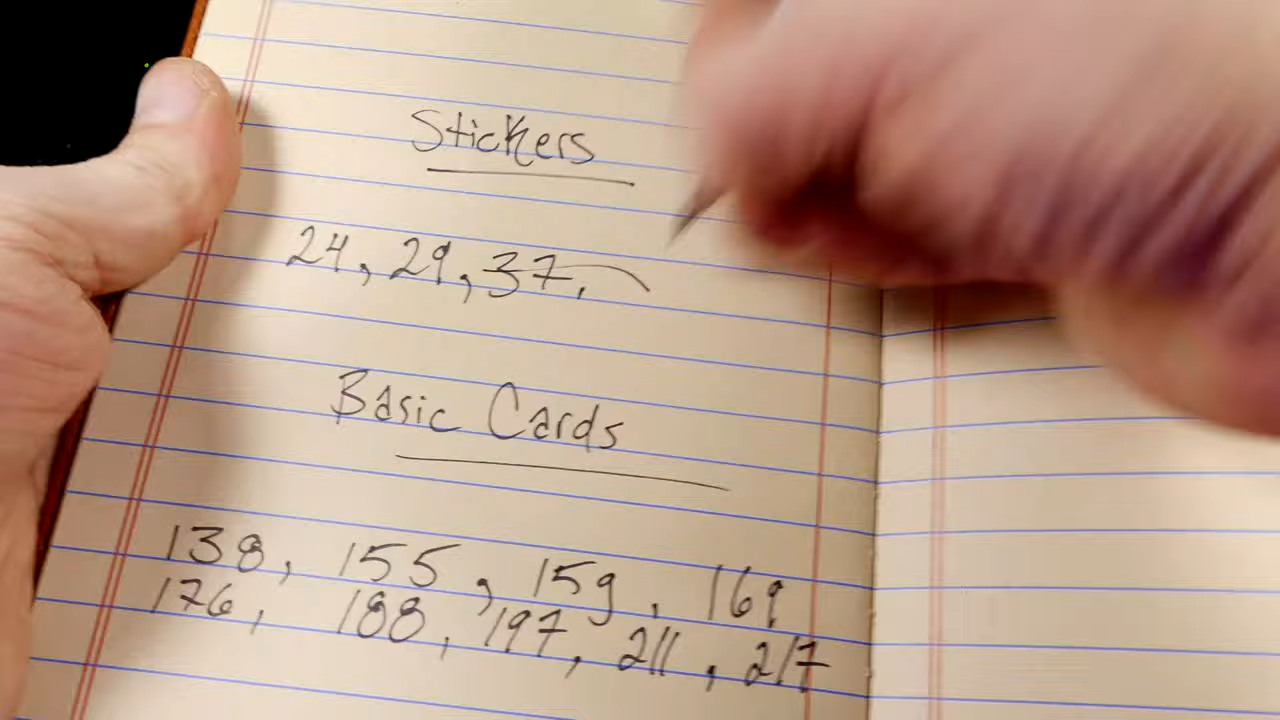 Stickers
24, 29, 37,
Basic Cards
138, 155, 159, 169
176, 188, 197, 211, 217